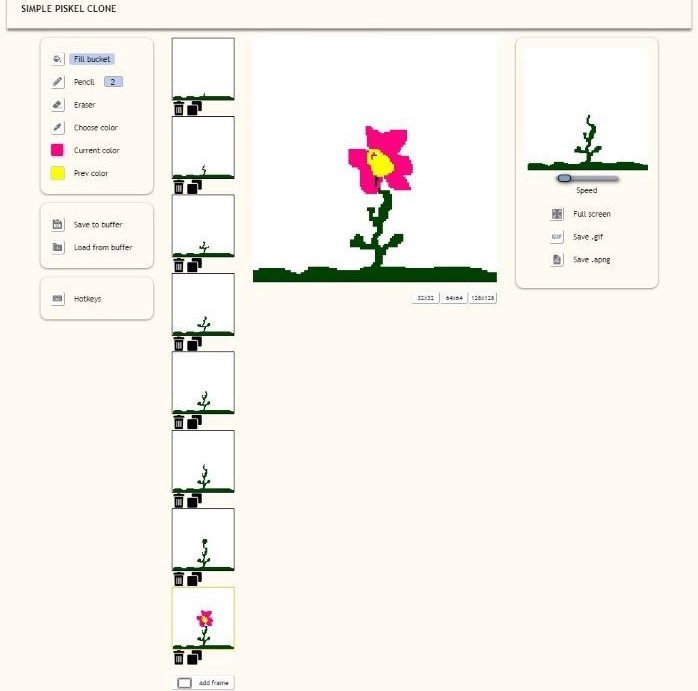 SIMPLE PISKEL CLONE
Fill bucket
Pencil 2
Eraser
Choose color
Current color
Prev color
Save to buffer
Load from buffer
Hotkeys
Add frame
32x32 64x64 128x128
Speed
Full screen
GIF Save .gif
Save .apng